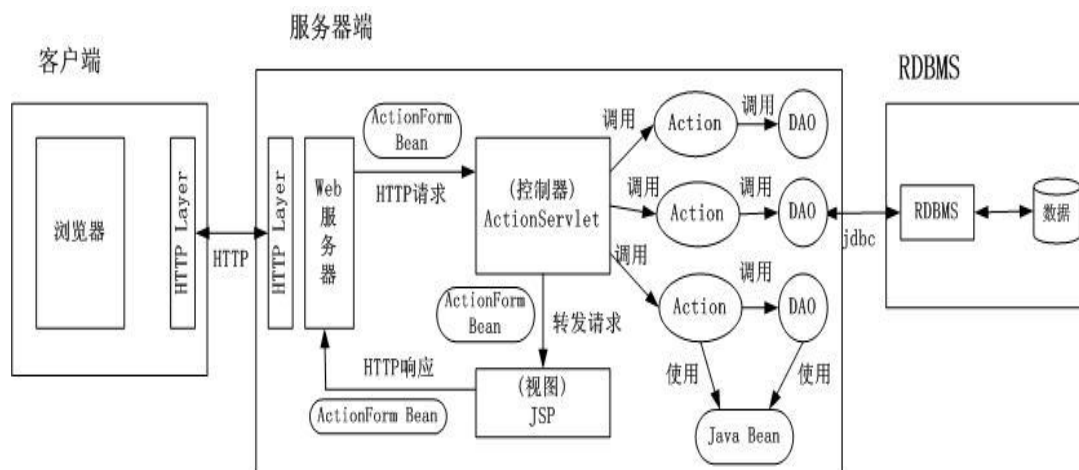 服务器端
客户端
RDBMS
浏览器
HTTP Layer
HTTP
HTTP Layer
Web
服务器
ActionForm
Bean
HTTP请求
(控制器)
ActionServlet
调用
Action
调用
DAO
调用
Action
调用
DAO
调用
Action
调用
DAO
jdbc
RDBMS
数据
ActionForm
Bean
转发请求
HTTP响应
ActionForm Bean
(视图)
JSP
使用
使用
Java Bean